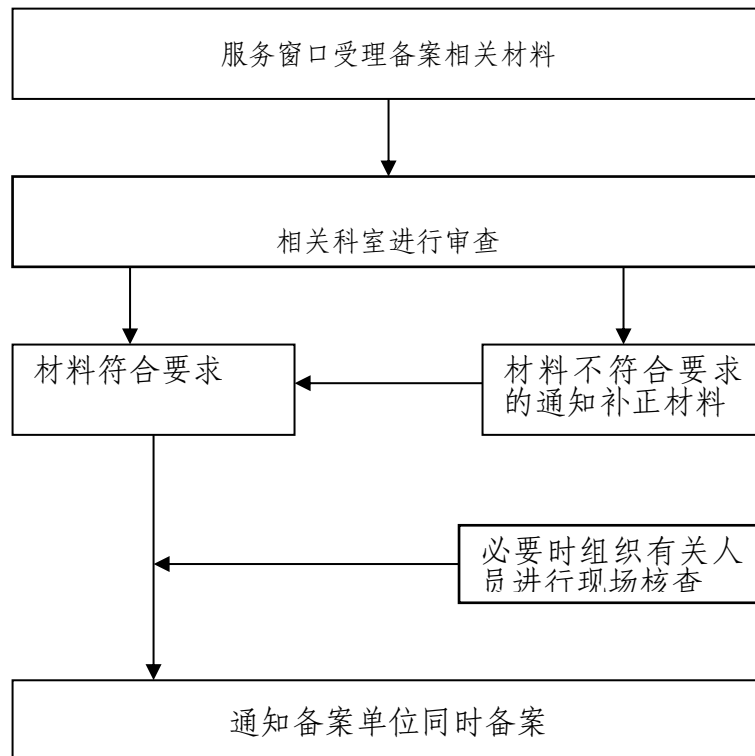 服务窗口受理备案相关材料
相关科室进行审查
材料符合要求
材料不符合要求
的通知补正材料
必要时组织有关人
员进行现场核查
通知备案单位同时备案